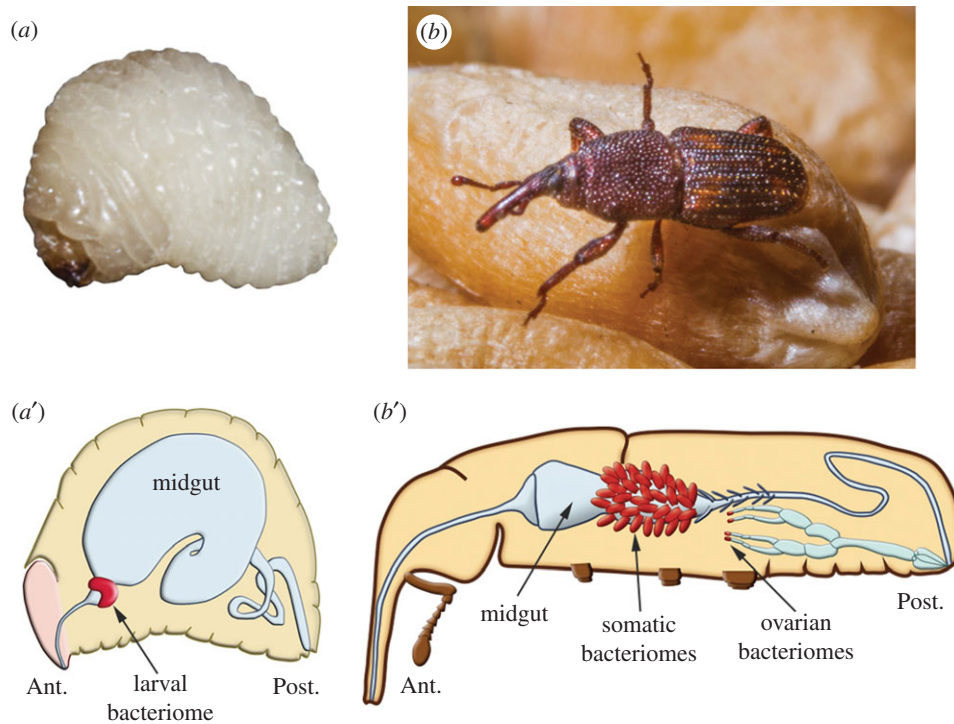 (a)
(b)
(a′)
midgut
Ant.
larval
bacteriome
Post.
(b′)
midgut
somatic
bacteriomes
ovarian
bacteriomes
Ant.
Post.